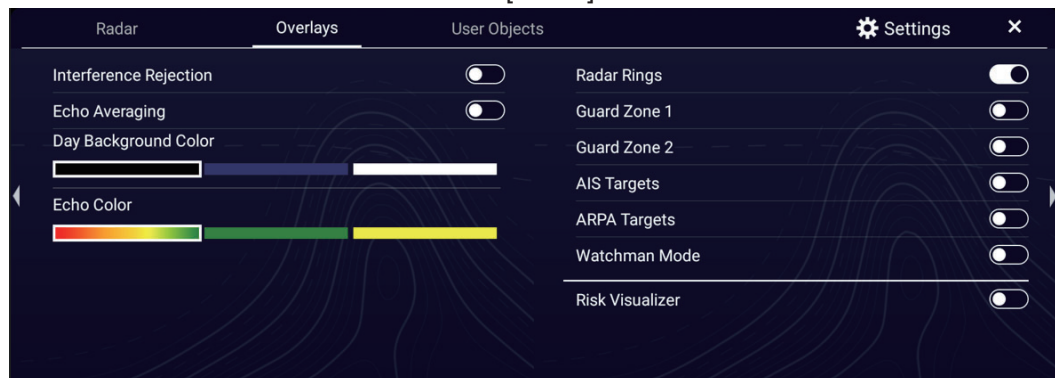 Radar
Overlays
User Objects
Settings
Interference Rejection
Echo Averaging
Day Background Color
Echo Color
Radar Rings
Guard Zone 1
Guard Zone 2
AIS Targets
ARPA Targets
Watchman Mode
Risk Visualizer